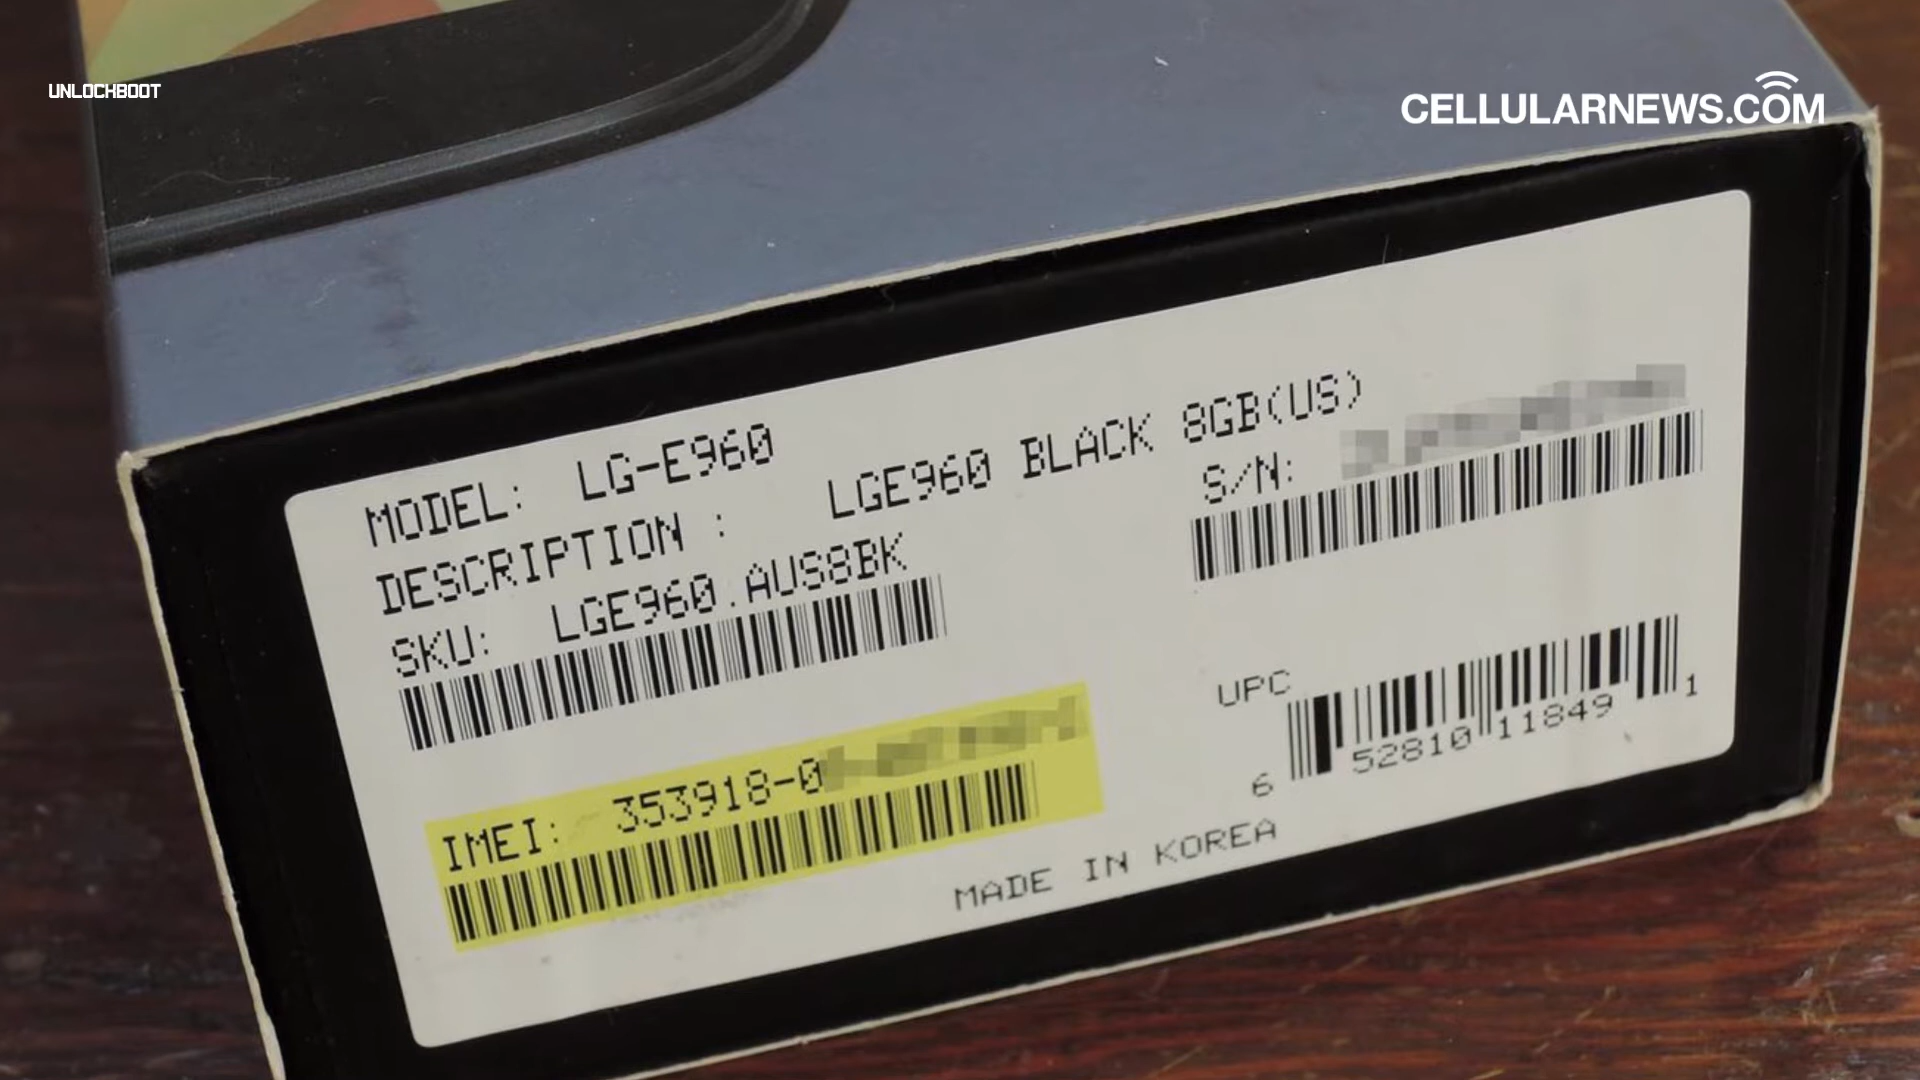 UNLOCHBOOT
CELLULARNEWS.COM
MODEL: LG-E960
DESCRIPTION : LGE960 BLACK 8GB(US)
SKU: LGE960.AUS8BK
S/N:
IMEI: 353918-0
UPC
6 52810 11849 1
MADE IN KOREA